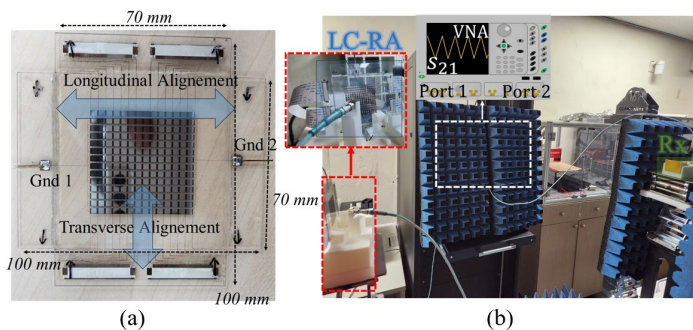 70 mm
Longitudinal Alignement
Gnd 1
Gnd 2
70 mm
Transverse Alignement
100 mm
100 mm
(a)
LC-RA
VNA
S21
Port 1
Port 2
Rx
(b)